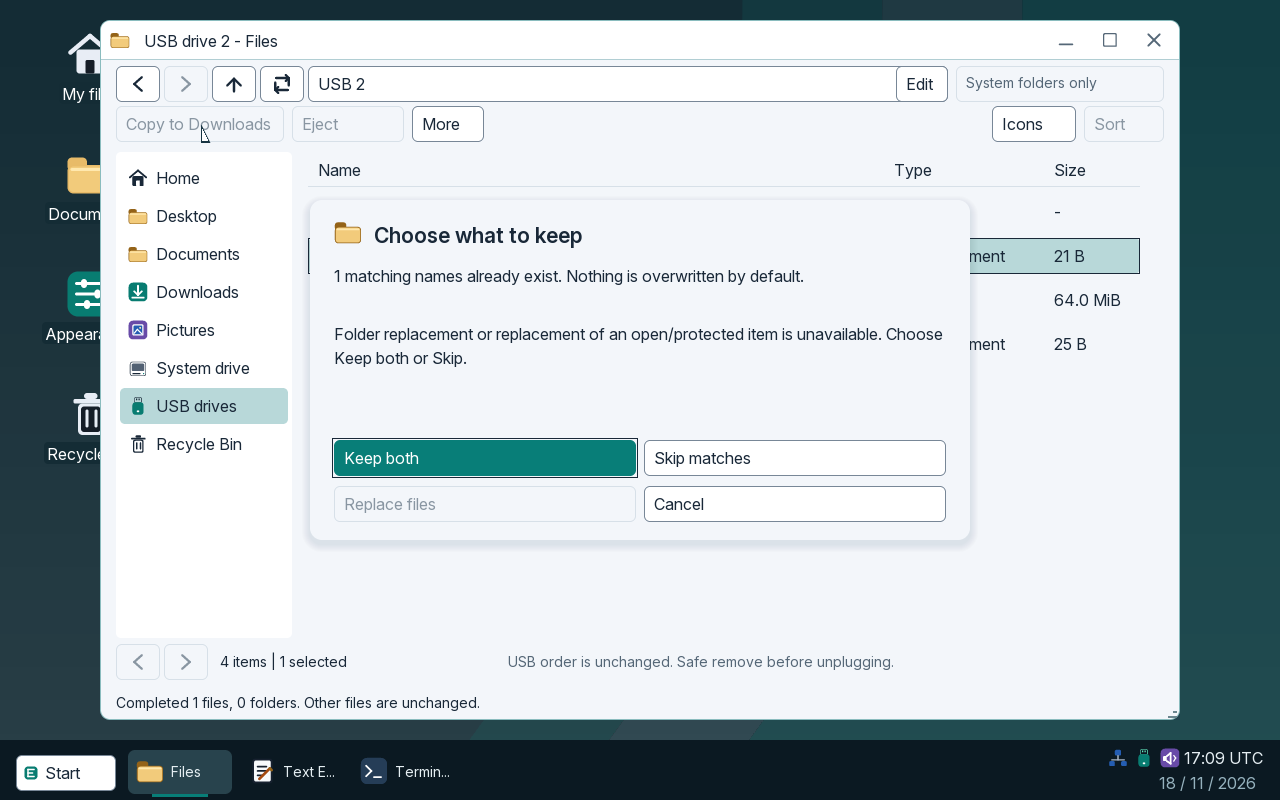 USB drive 2 - Files
My fil
USB 2
Edit
System folders only
Copy to Downloads
Eject
More
Icons
Sort
Name
Type
Size
Home
Desktop
Documents
Downloads
Pictures
System drive
USB drives
Recycle Bin
Docum
Appeara
Recycle
-
ment
21 B
64.0 MiB
ment
25 B
Choose what to keep
1 matching names already exist. Nothing is overwritten by default.
Folder replacement or replacement of an open/protected item is unavailable. Choose
Keep both or Skip.
Keep both
Skip matches
Replace files
Cancel
4 items | 1 selected
USB order is unchanged. Safe remove before unplugging.
Completed 1 files, 0 folders. Other files are unchanged.
Start
Files
Text E...
Termin...
17:09 UTC
18 / 11 / 2026